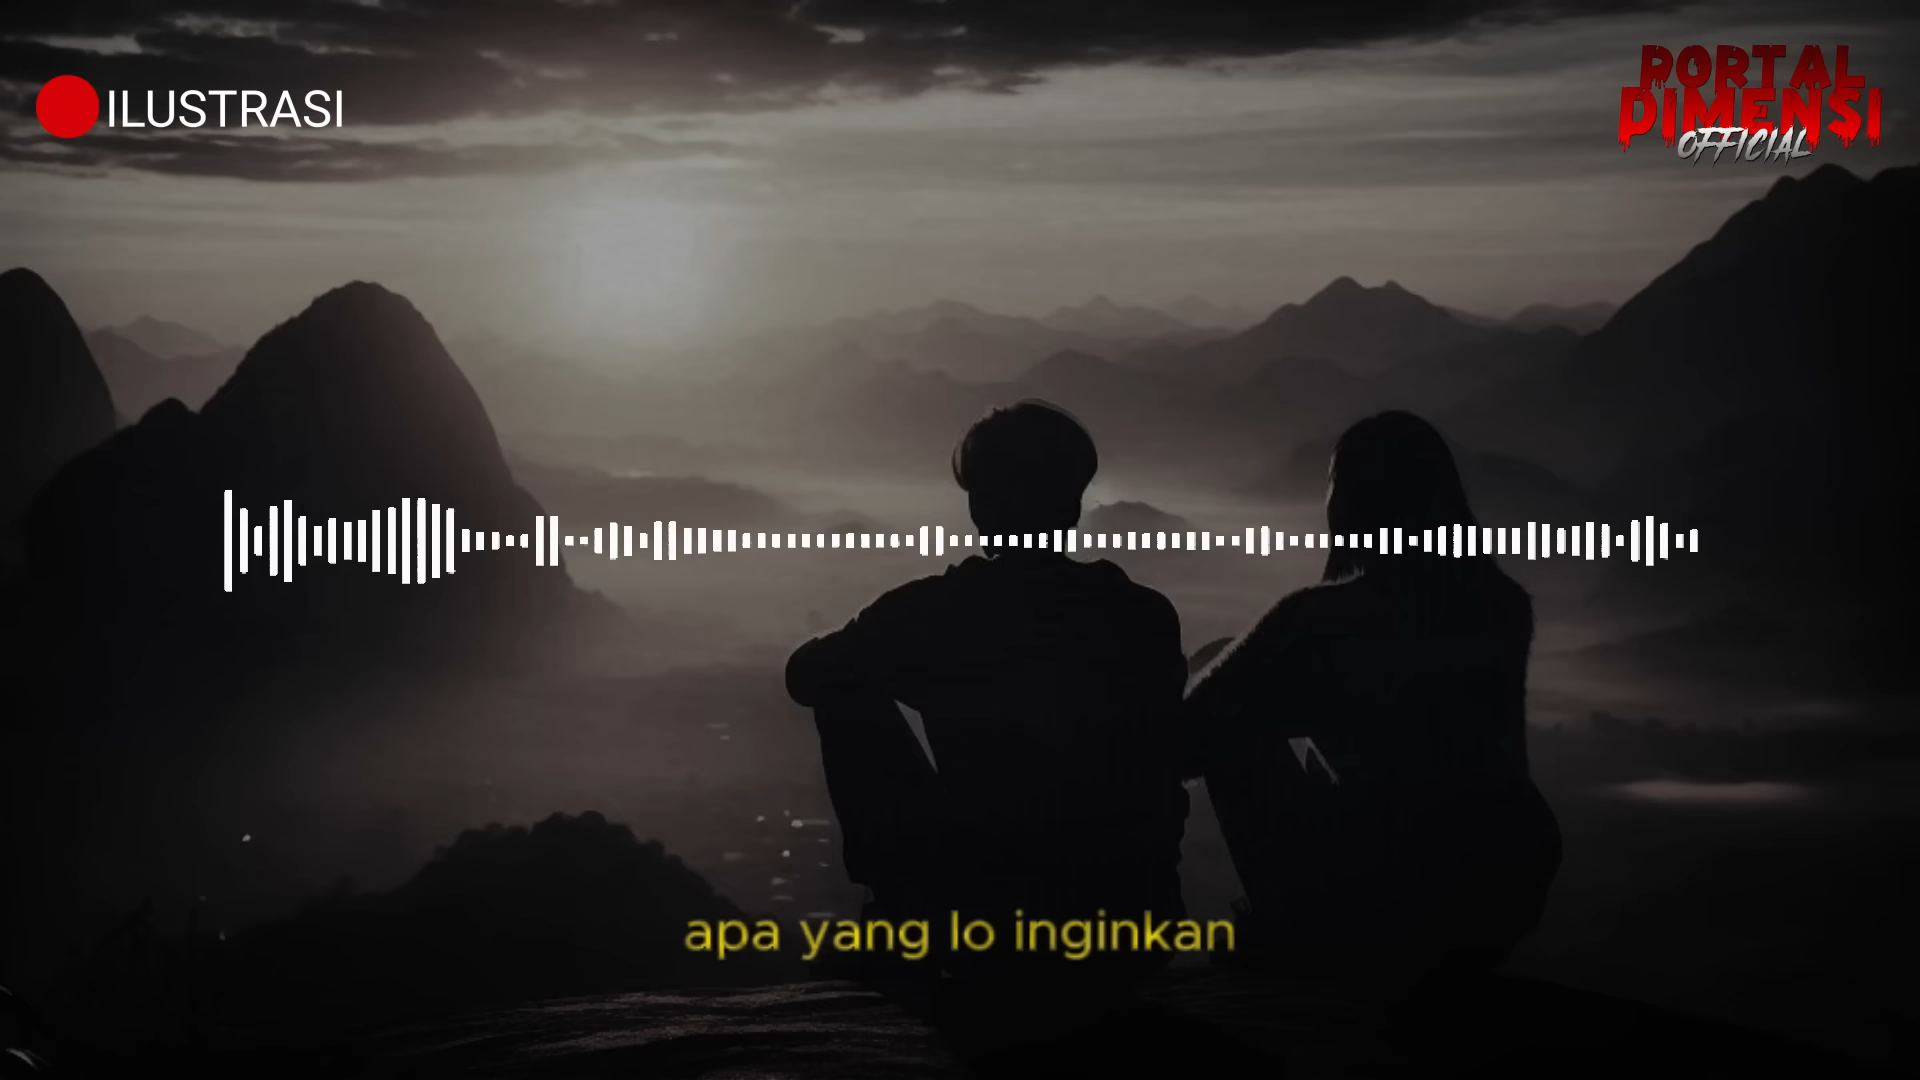 ILUSTRASI
PORTAL
DIMENSI
OFFICIAL
apa yang lo inginkan